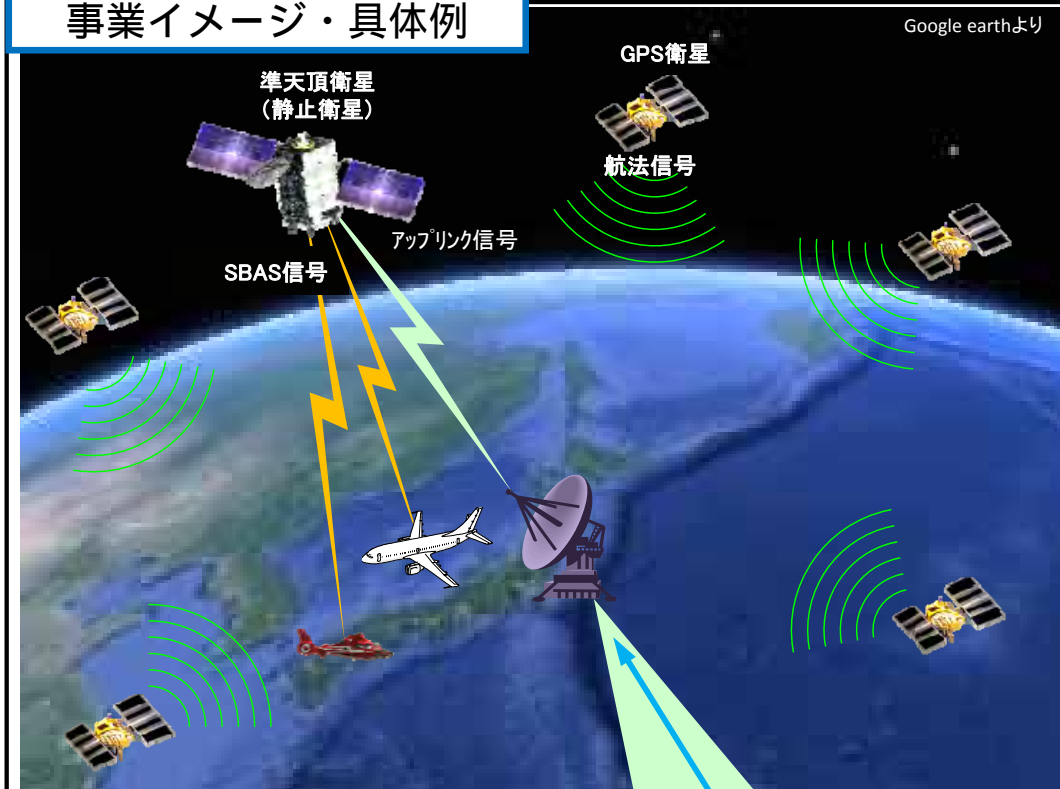 事業イメージ・具体例
Google earthより
GPS衛星
準天頂衛星
（静止衛星）
航法信号
ｱｯﾌﾟﾘﾝｸ信号
SBAS信号